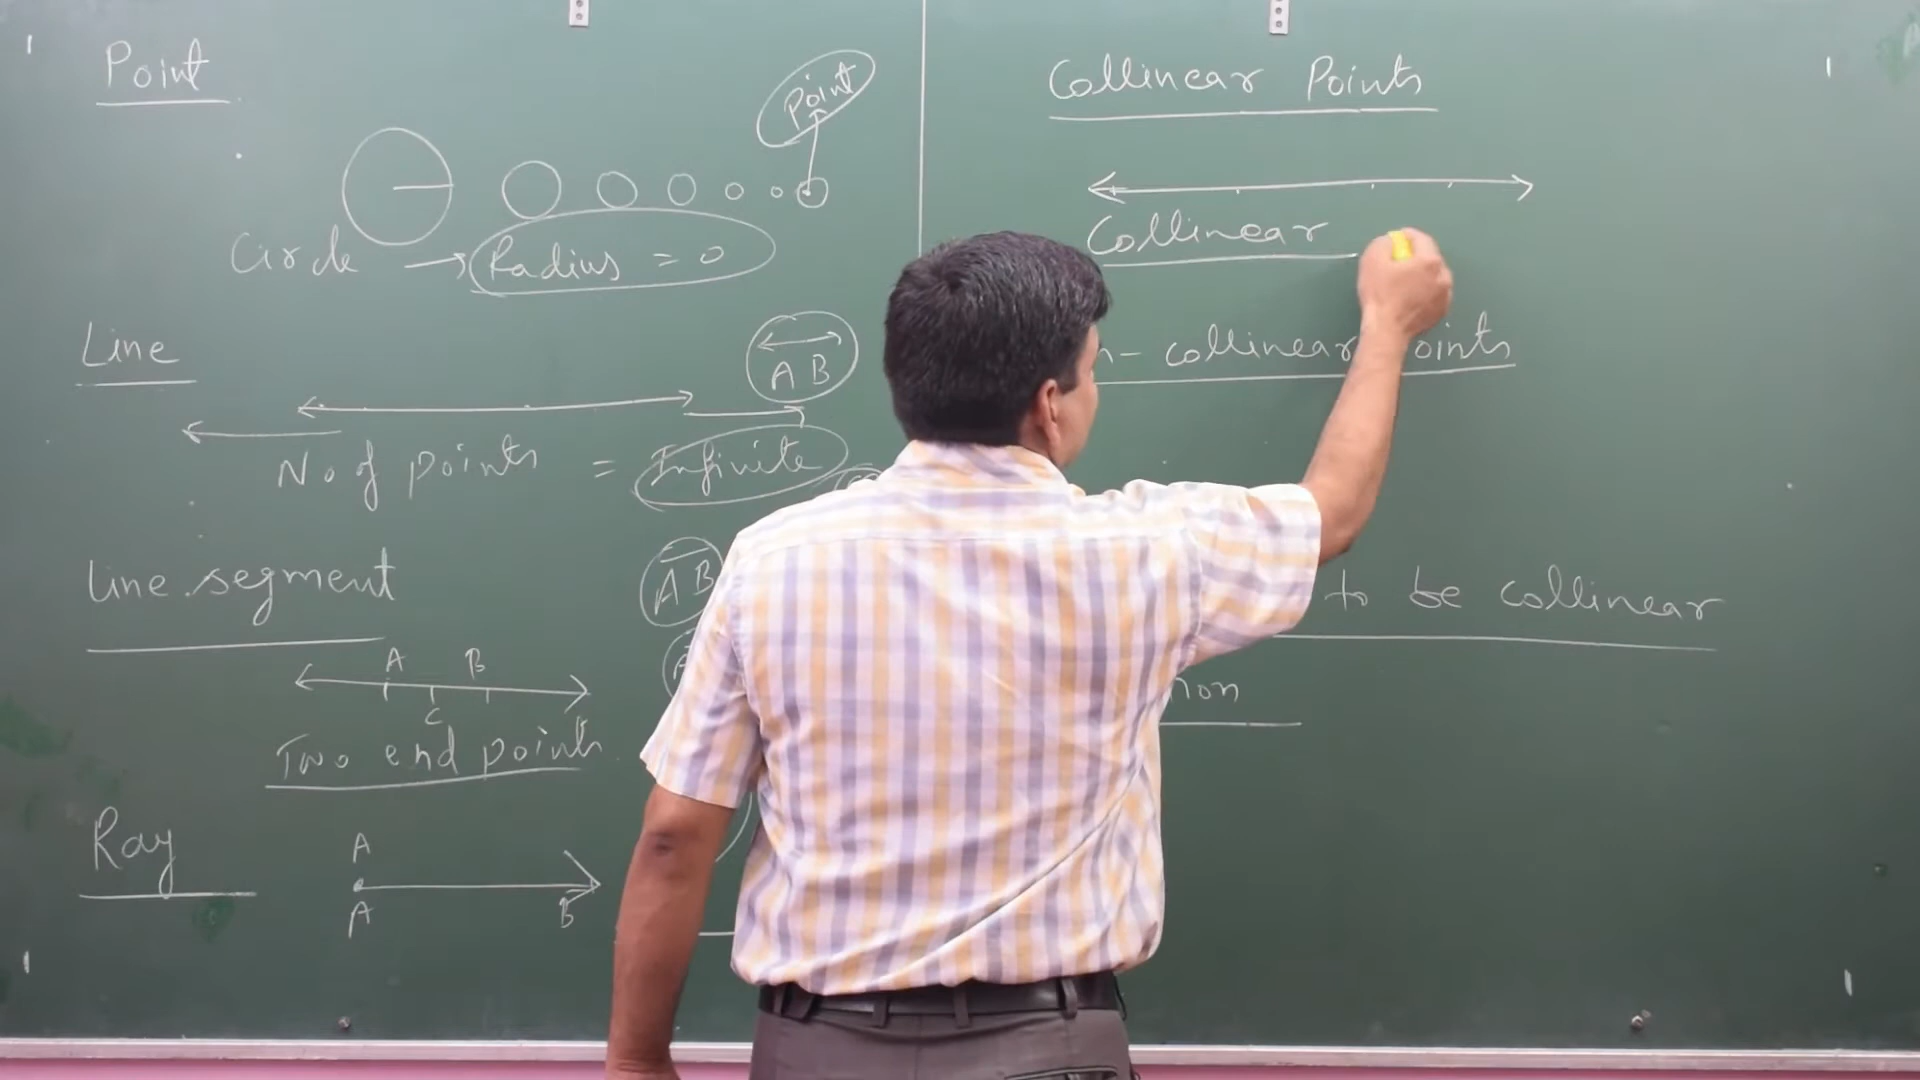 Point
Point
Circle → Radius = 0
Line
A B
No of points = Infinite
Line segment
A B
A B
C
Two end points
Ray
A
A B
Collinear Points
Collinear
collinear Points
to be collinear